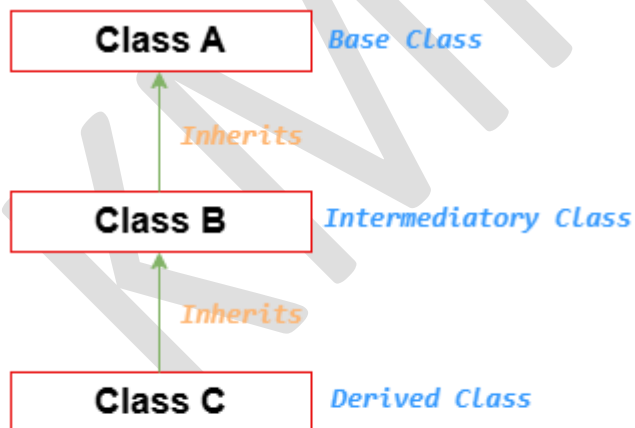 Class A Base Class
Inherits
Class B Intermediatory Class
Inherits
Class C Derived Class